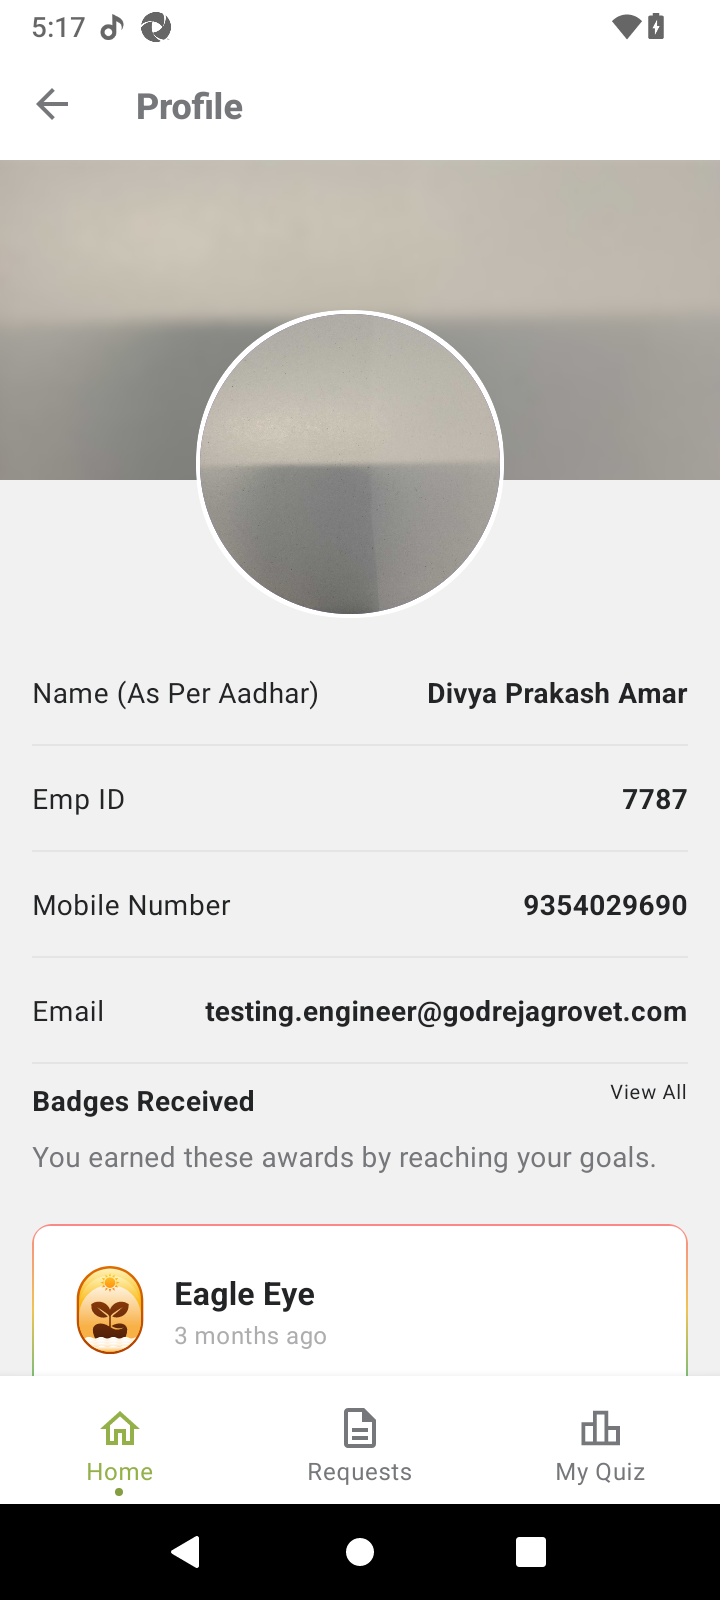 5:17
Profile
Name (As Per Aadhar) Divya Prakash Amar
Emp ID 7787
Mobile Number 9354029690
Email testing.engineer@godrejagrovet.com
Badges Received View All
You earned these awards by reaching your goals.
Eagle Eye
3 months ago
Home Requests My Quiz